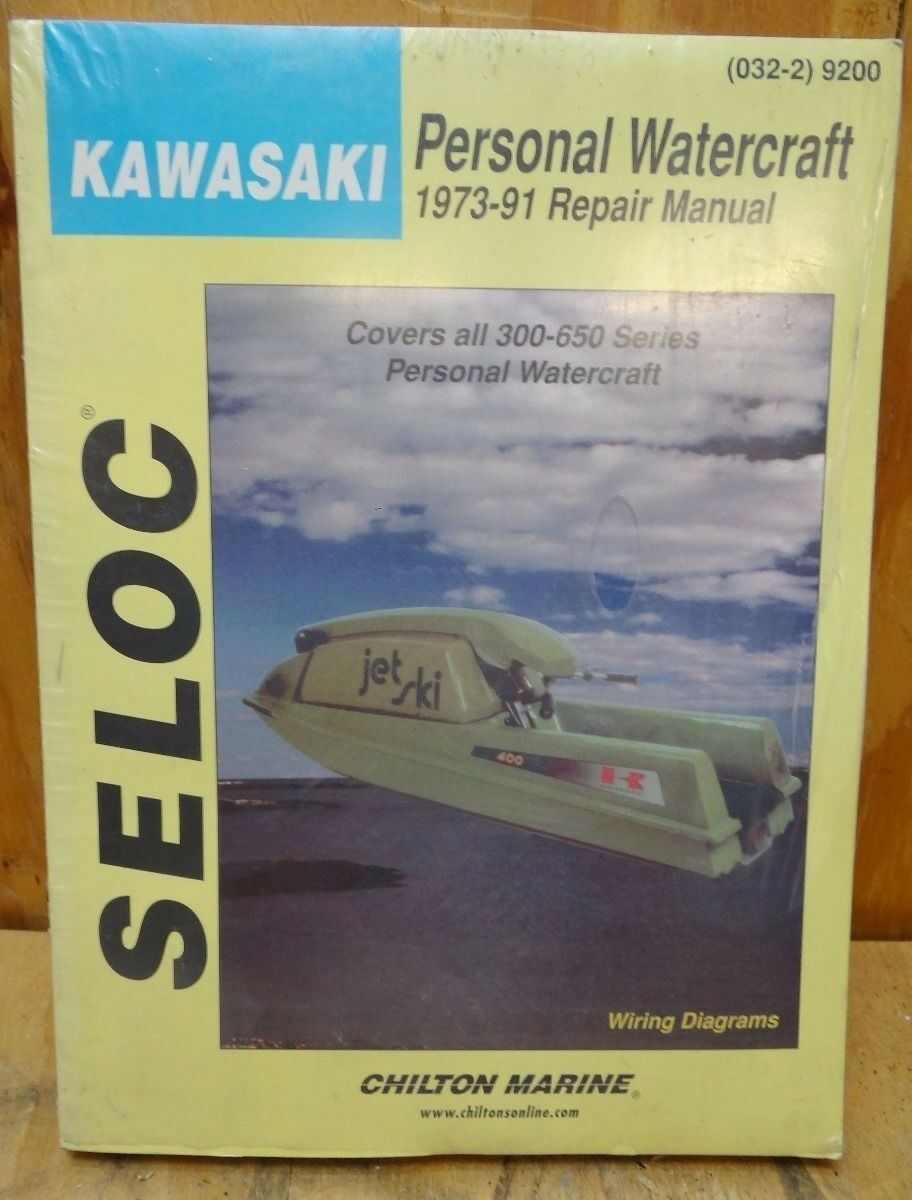 (032-2) 9200
KAWASAKI
Personal Watercraft
1973-91 Repair Manual
Covers all 300-650 Series
Personal Watercraft
SELOC®
jet
ski
400
K
KAWASAKI
Wiring Diagrams
CHILTON MARINE®
www.chiltonsonline.com